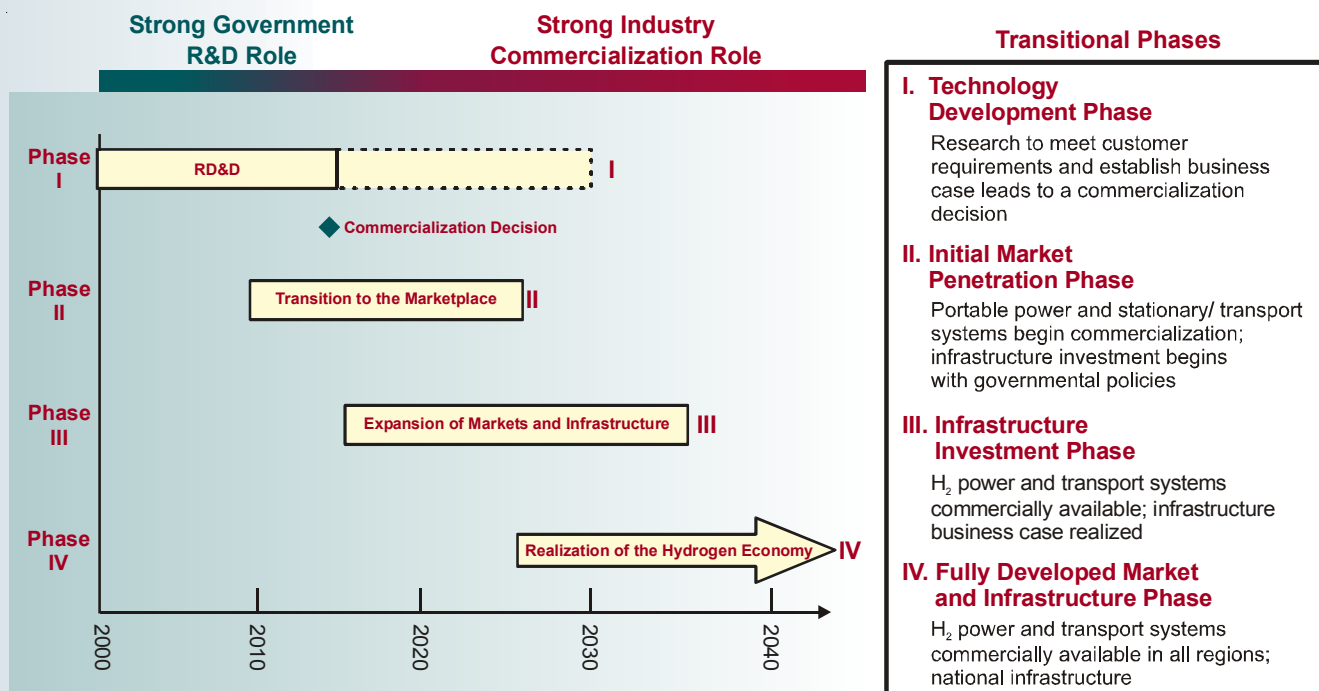 Strong Government
R&D Role
Strong Industry
Commercialization Role
Phase
I
RD&D
I
Commercialization Decision
Phase
II
Transition to the Marketplace
II
Phase
III
Expansion of Markets and Infrastructure
III
Phase
IV
Realization of the Hydrogen Economy
IV
2000
2010
2020
2030
2040
Transitional Phases
I. Technology
Development Phase
Research to meet customer
requirements and establish business
case leads to a commercialization
decision
II. Initial Market
Penetration Phase
Portable power and stationary/ transport
systems begin commercialization;
infrastructure investment begins
with governmental policies
III. Infrastructure
Investment Phase
H₂ power and transport systems
commercially available; infrastructure
business case realized
IV. Fully Developed Market
and Infrastructure Phase
H₂ power and transport systems
commercially available in all regions;
national infrastructure